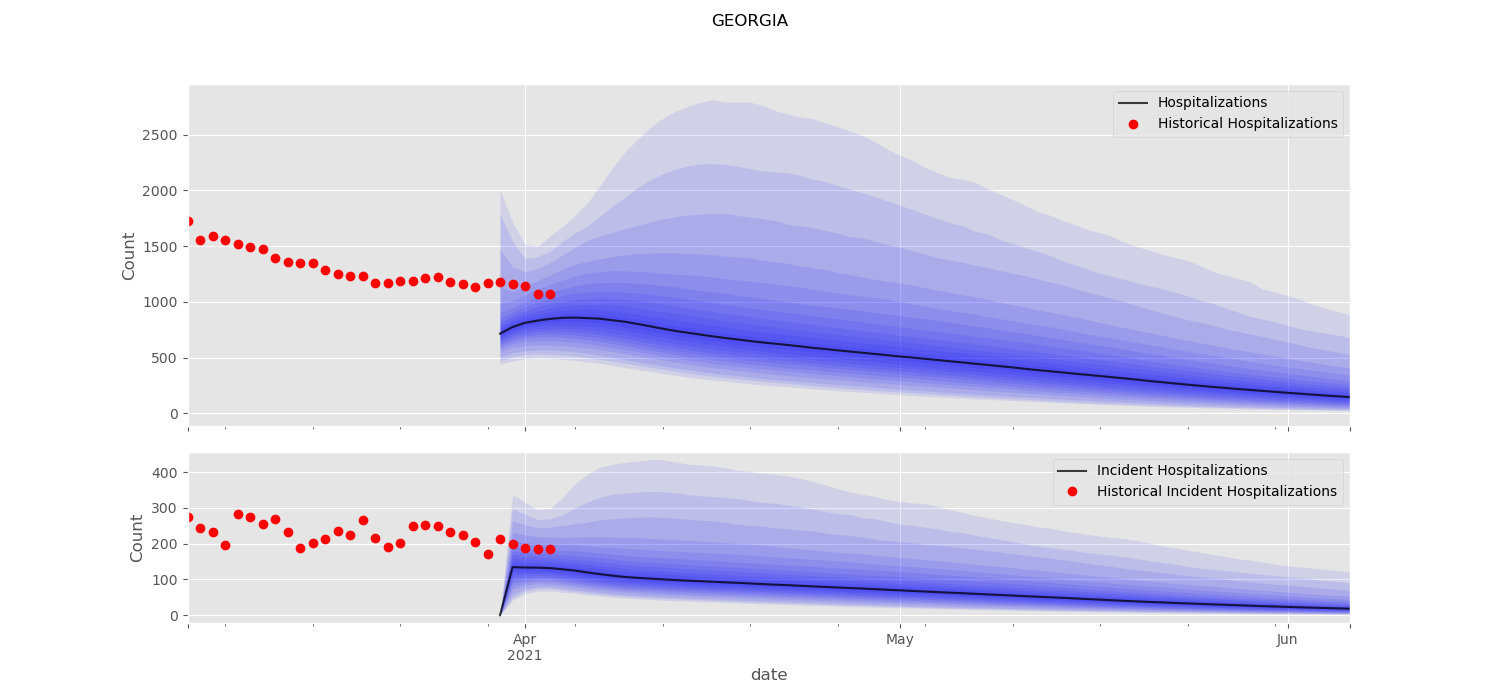 GEORGIA
Hospitalizations
Historical Hospitalizations
2500
2000
1500
1000
500
0
Count
Incident Hospitalizations
Historical Incident Hospitalizations
400
300
200
100
0
Count
Apr
2021
May
Jun
date